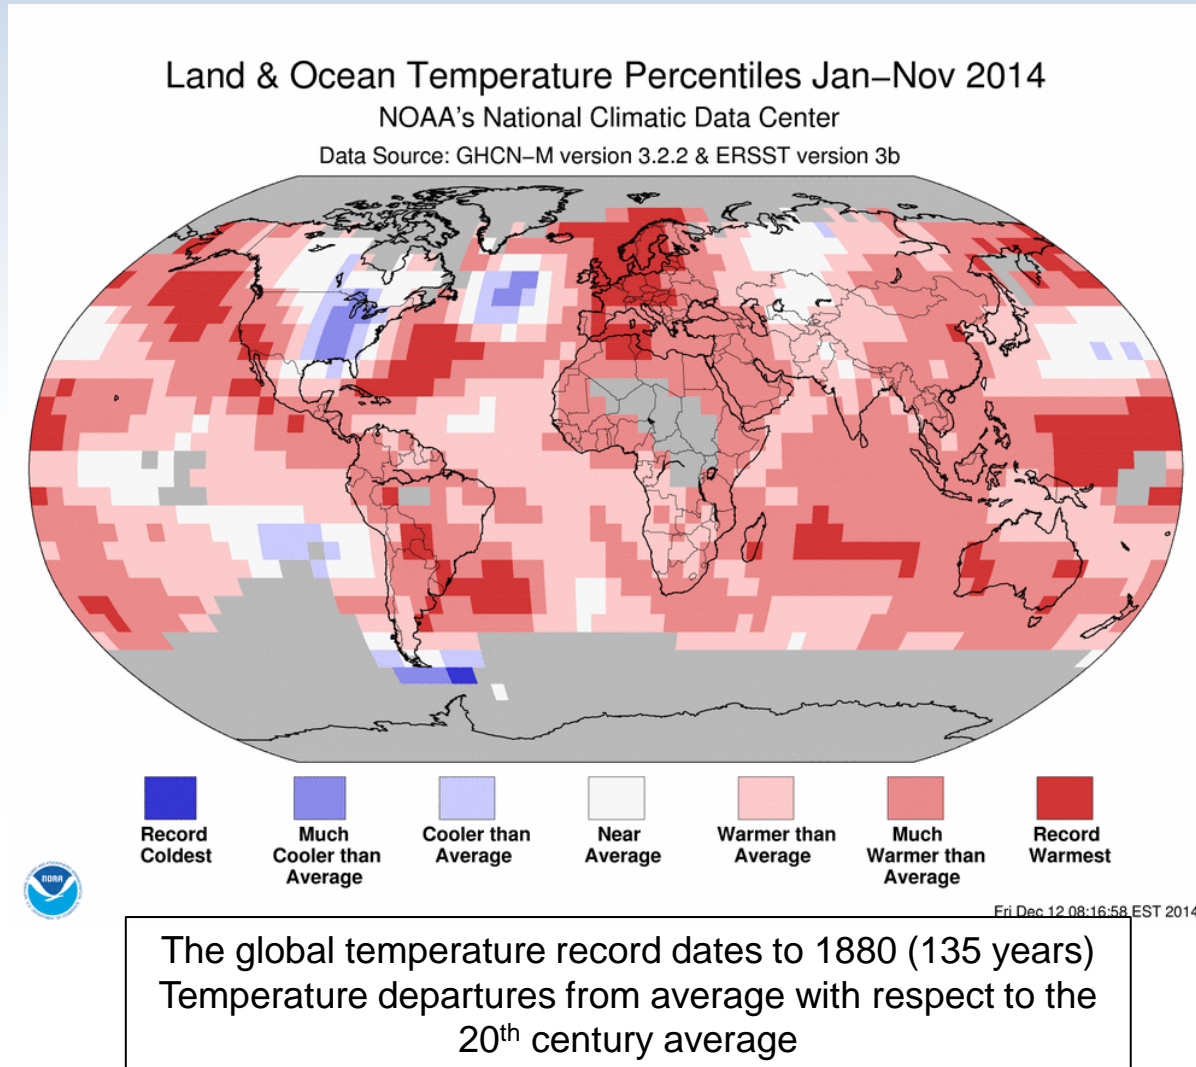 Land & Ocean Temperature Percentiles Jan–Nov 2014
NOAA's National Climatic Data Center
Data Source: GHCN–M version 3.2.2 & ERSST version 3b
Record
Coldest
Much
Cooler than
Average
Cooler than
Average
Near
Average
Warmer than
Average
Much
Warmer than
Average
Record
Warmest
NOAA
Fri Dec 12 08:16:58 EST 2014
The global temperature record dates to 1880 (135 years)
Temperature departures from average with respect to the
20th century average